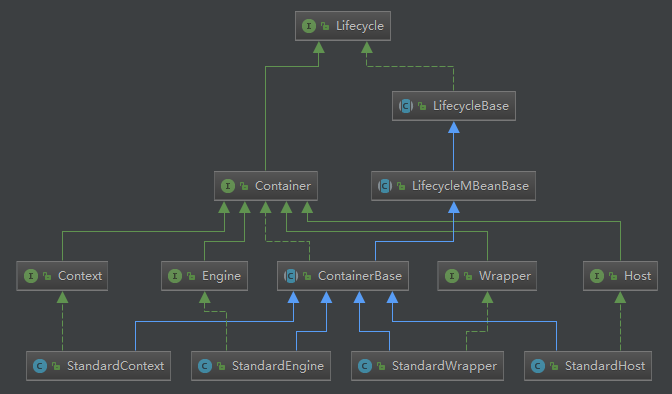 I Lifecycle
C LifecycleBase
I Container
C LifecycleMBeanBase
I Context
I Engine
C ContainerBase
I Wrapper
I Host
C StandardContext
C StandardEngine
C StandardWrapper
C StandardHost